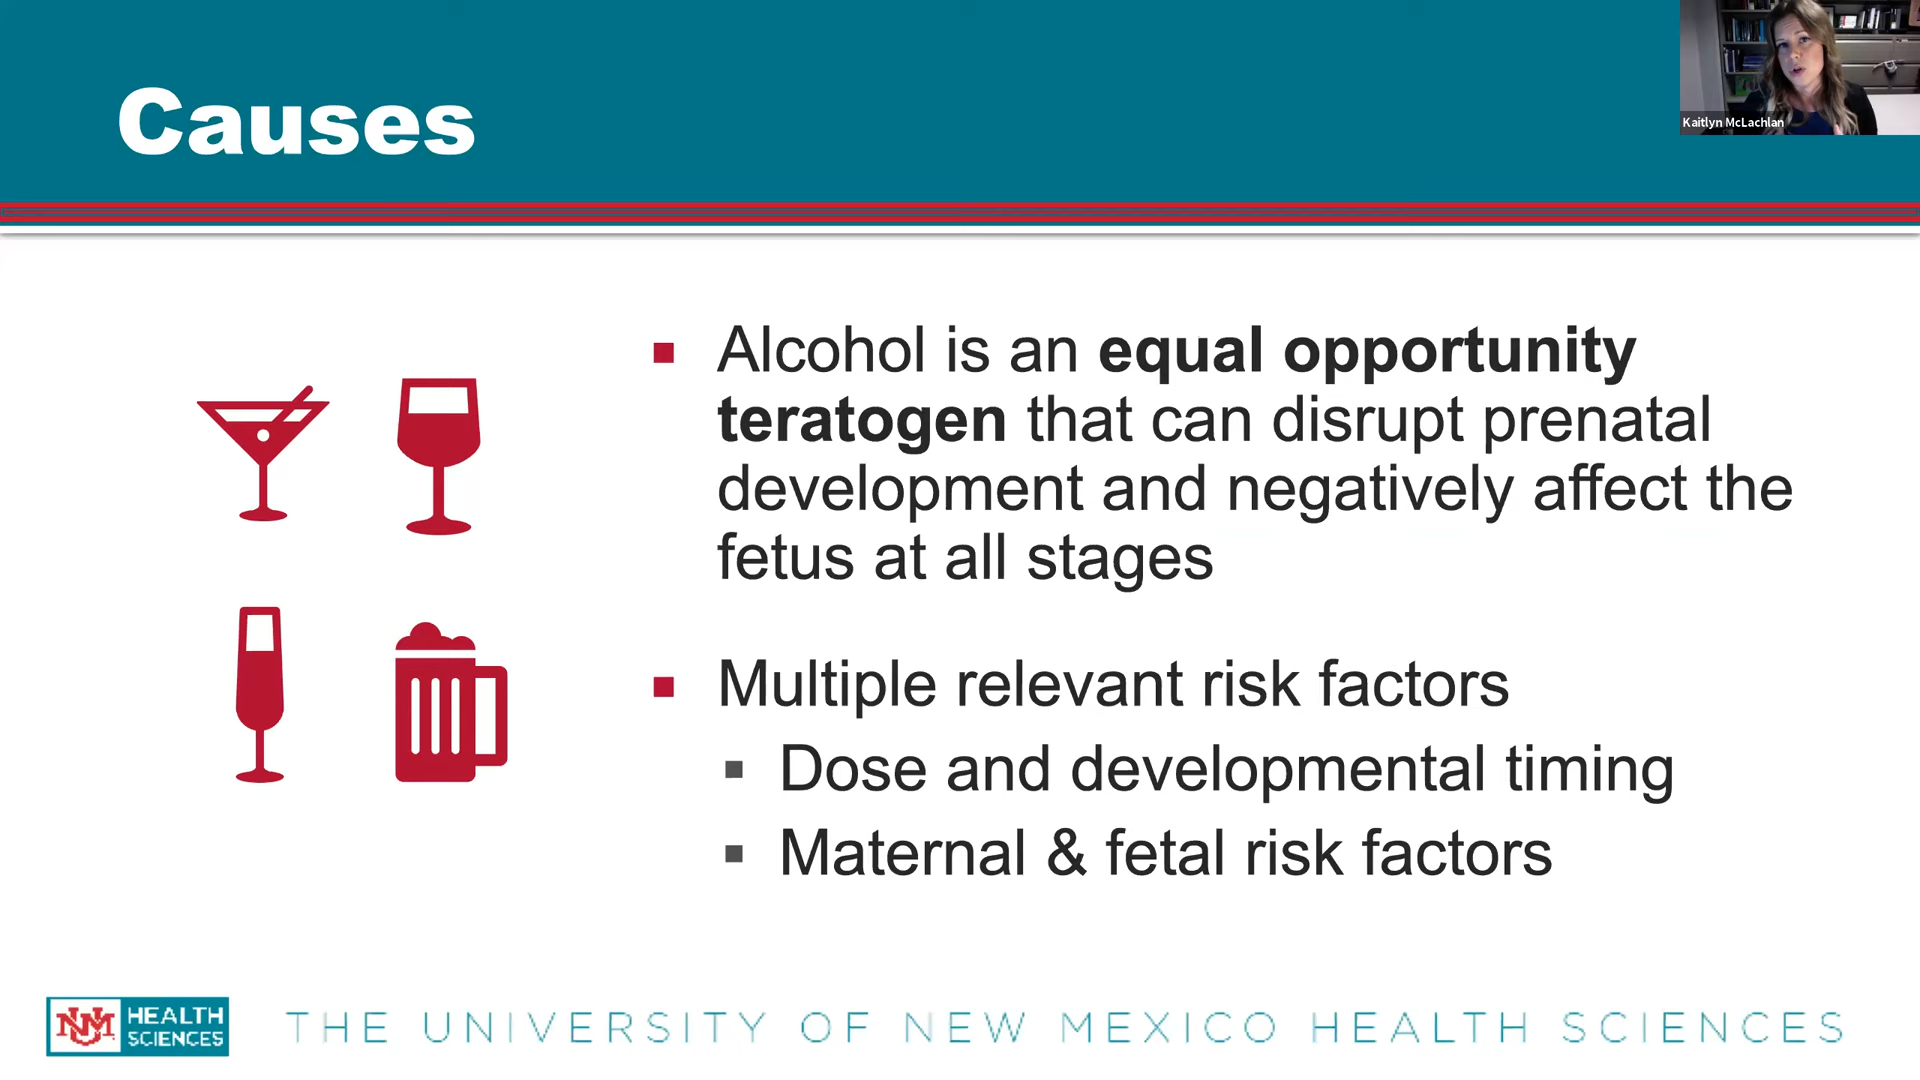 Causes
Kaitlyn McLachlan
Alcohol is an equal opportunity
teratogen that can disrupt prenatal
development and negatively affect the
fetus at all stages
Multiple relevant risk factors
Dose and developmental timing
Maternal & fetal risk factors
UNM HEALTH
SCIENCES
THE UNIVERSITY OF NEW MEXICO HEALTH SCIENCES